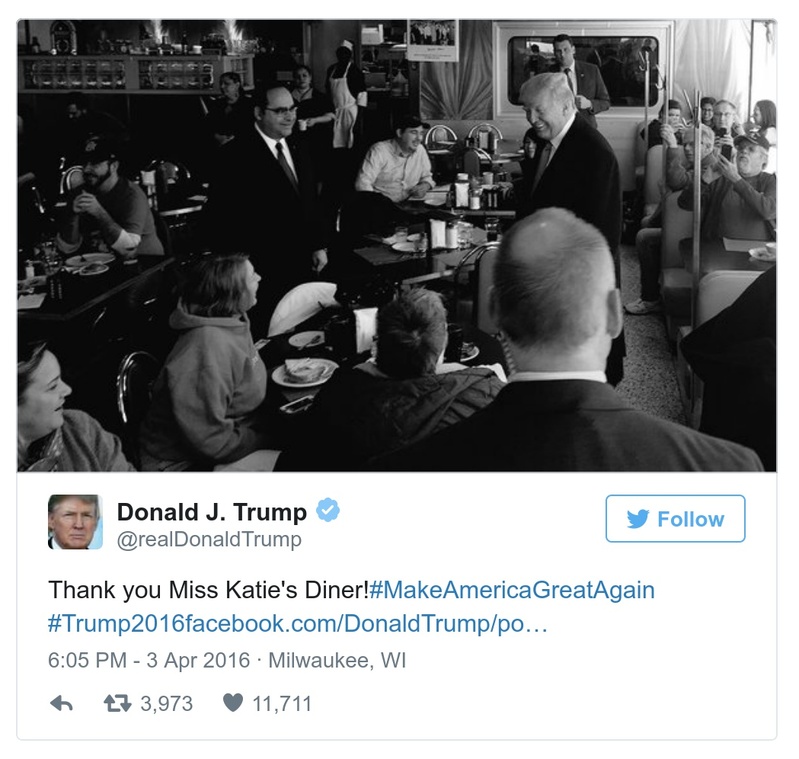 Donald J. Trump
@realDonaldTrump
Follow
Thank you Miss Katie's Diner!#MakeAmericaGreatAgain
#Trump2016facebook.com/DonaldTrump/po…
6:05 PM - 3 Apr 2016 · Milwaukee, WI
3,973 11,711